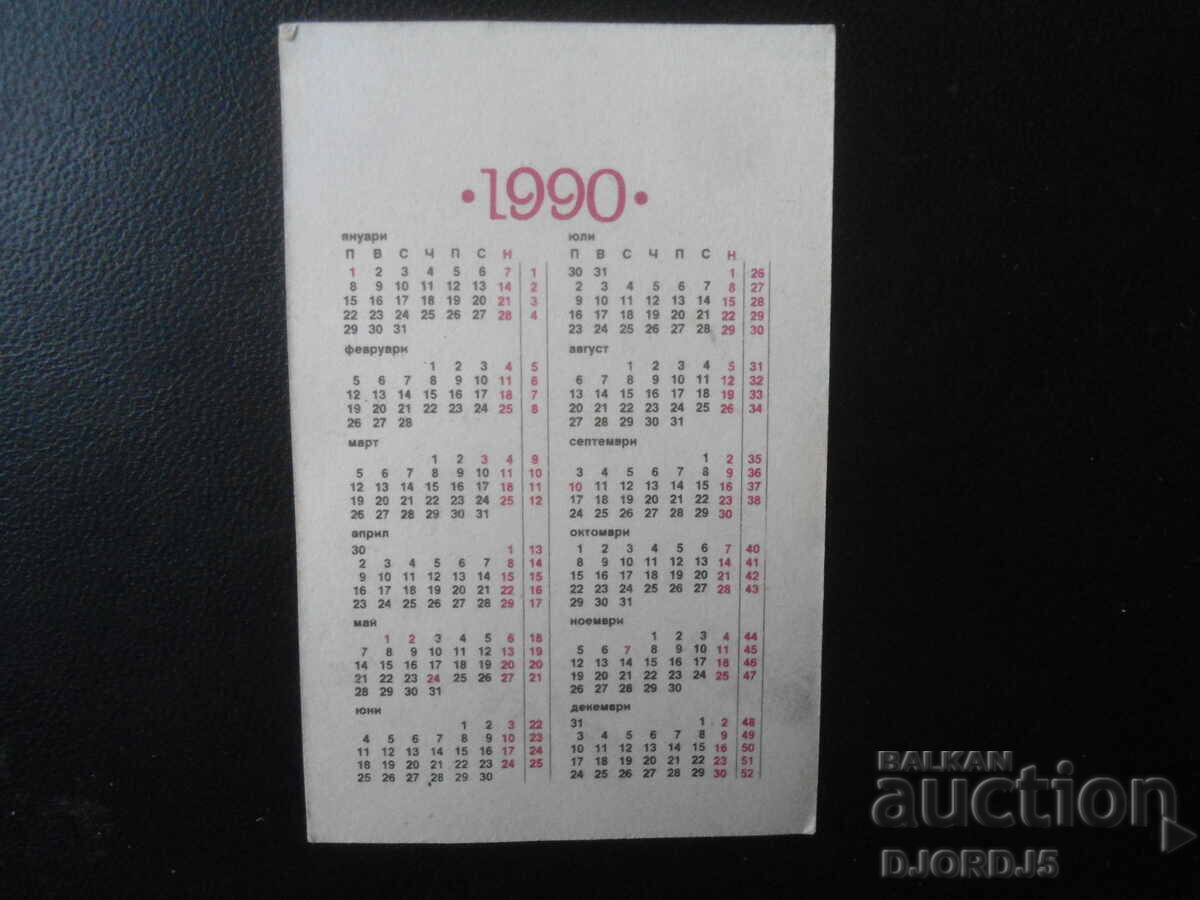 ·1990·
януари
П В С Ч П С Н
1 2 3 4 5 6 7 1
8 9 10 11 12 13 14 2
15 16 17 18 19 20 21 3
22 23 24 25 26 27 28 4
29 30 31
февруари
1 2 3 4 5
5 6 7 8 9 10 11 6
12 13 14 15 16 17 18 7
19 20 21 22 23 24 25 8
26 27 28
март
1 2 3 4 9
5 6 7 8 9 10 11 10
12 13 14 15 16 17 18 11
19 20 21 22 23 24 25 12
26 27 28 29 30 31
април
30 1 13
2 3 4 5 6 7 8 14
9 10 11 12 13 14 15 15
16 17 18 19 20 21 22 16
23 24 25 26 27 28 29 17
май
1 2 3 4 5 6 18
7 8 9 10 11 12 13 19
14 15 16 17 18 19 20 20
21 22 23 24 25 26 27 21
28 29 30 31
юни
1 2 3 22
4 5 6 7 8 9 10 23
11 12 13 14 15 16 17 24
18 19 20 21 22 23 24 25
25 26 27 28 29 30
юли
П В С Ч П С Н
30 31 1 26
2 3 4 5 6 7 8 27
9 10 11 12 13 14 15 28
16 17 18 19 20 21 22 29
23 24 25 26 27 28 29 30
август
1 2 3 4 5 31
6 7 8 9 10 11 12 32
13 14 15 16 17 18 19 33
20 21 22 23 24 25 26 34
27 28 29 30 31
септември
1 2 35
3 4 5 6 7 8 9 36
10 11 12 13 14 15 16 37
17 18 19 20 21 22 23 38
24 25 26 27 28 29 30
октомври
1 2 3 4 5 6 7 40
8 9 10 11 12 13 14 41
15 16 17 18 19 20 21 42
22 23 24 25 26 27 28 43
29 30 31
ноември
1 2 3 4 44
5 6 7 8 9 10 11 45
12 13 14 15 16 17 18 46
19 20 21 22 23 24 25 47
26 27 28 29 30
декември
31 1 2 48
3 4 5 6 7 8 9 49
10 11 12 13 14 15 16 50
17 18 19 20 21 22 23 51
24 25 26 27 28 29 30 52
BALKAN
auction
DJORDJ5